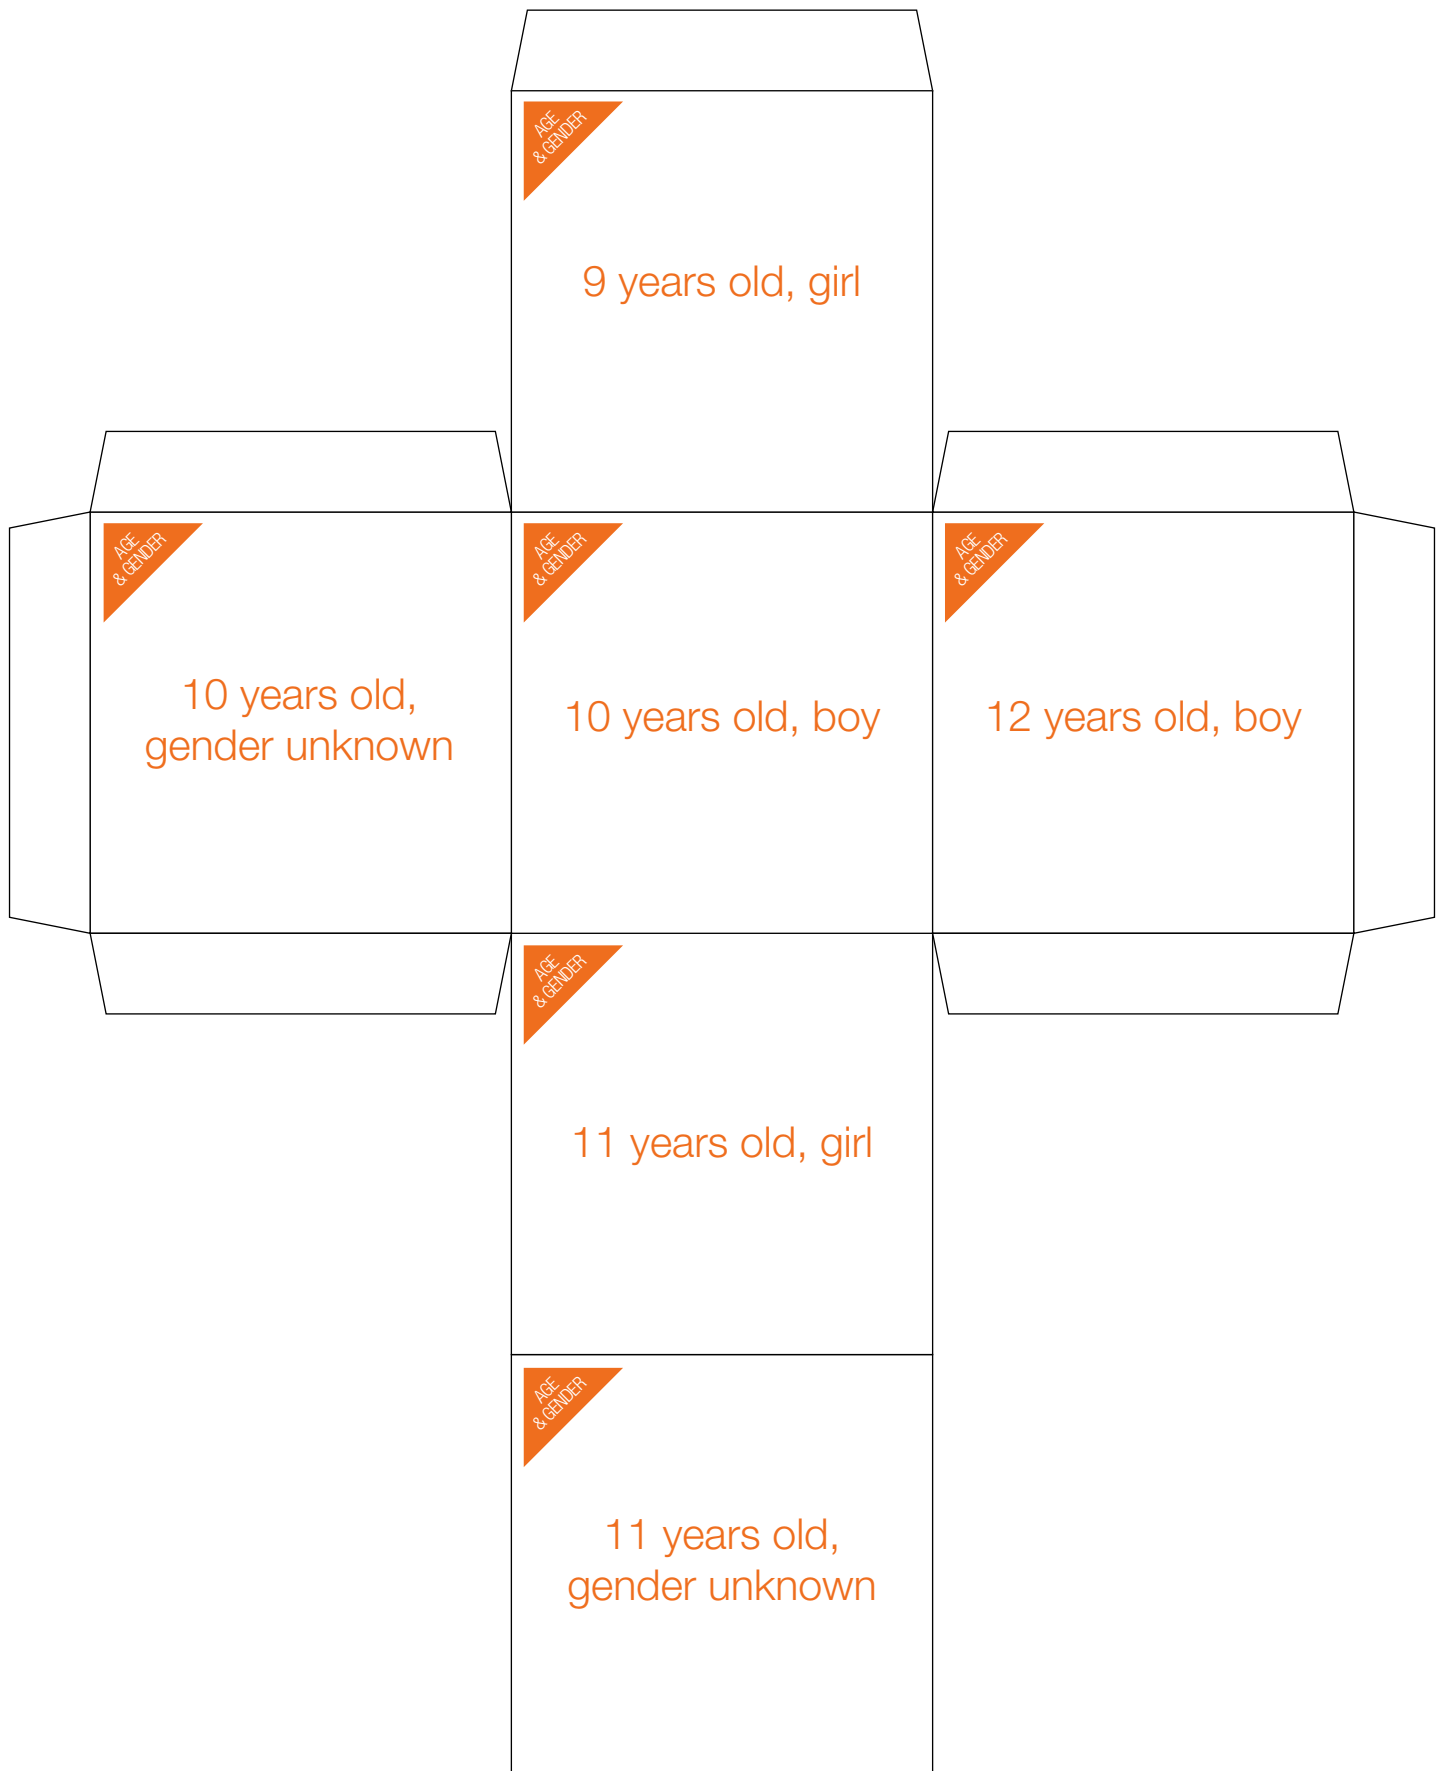 AGE
& GENDER
9 years old, girl
AGE
& GENDER
10 years old,
gender unknown
AGE
& GENDER
10 years old, boy
AGE
& GENDER
12 years old, boy
AGE
& GENDER
11 years old, girl
AGE
& GENDER
11 years old,
gender unknown